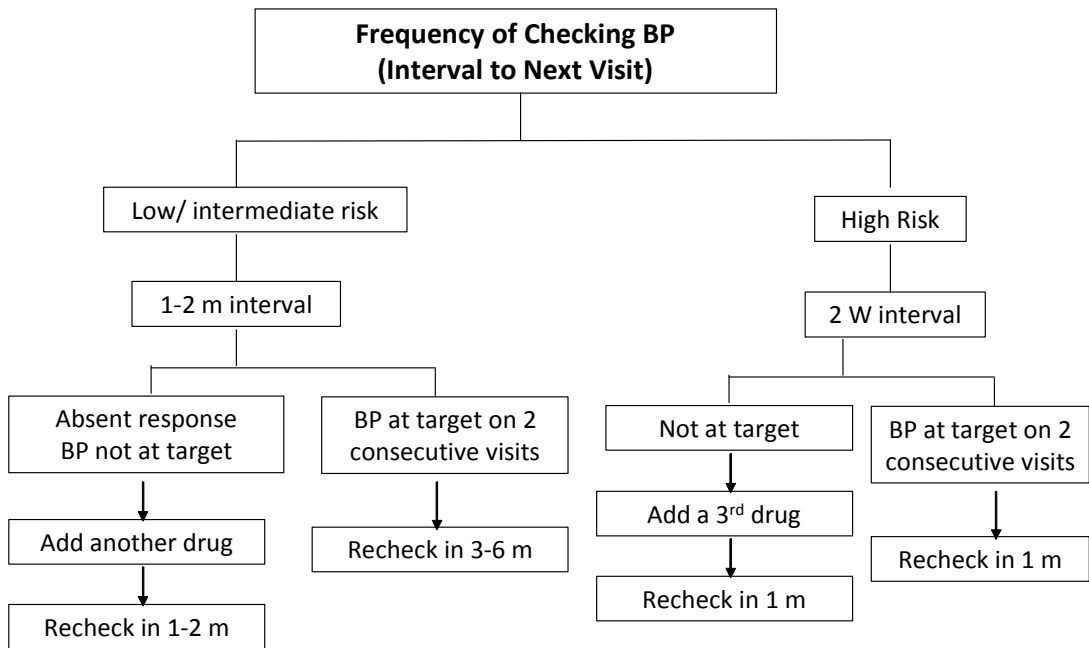 Frequency of Checking BP
(Interval to Next Visit)
Low/ intermediate risk
High Risk
1-2 m interval
2 W interval
Absent response
BP not at target
BP at target on 2
consecutive visits
Not at target
BP at target on 2
consecutive visits
Add another drug
Recheck in 3-6 m
Add a 3rd drug
Recheck in 1 m
Recheck in 1-2 m
Recheck in 1 m